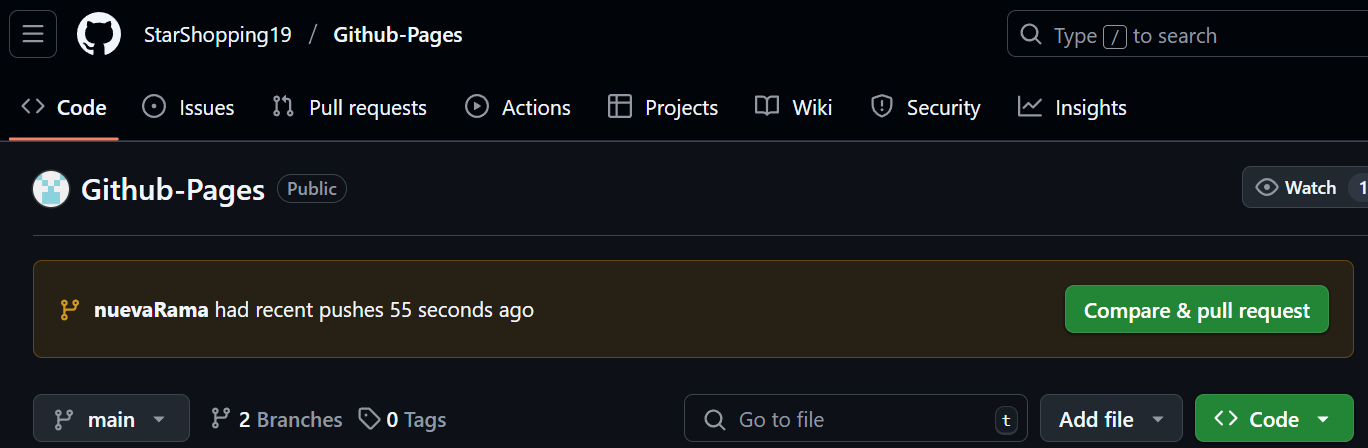 StarShopping19 / Github-Pages
Type / to search
Code Issues Pull requests Actions Projects Wiki Security Insights
Github-Pages Public
Watch 1
nuevaRama had recent pushes 55 seconds ago
Compare & pull request
main 2 Branches 0 Tags
Go to file t
Add file
Code